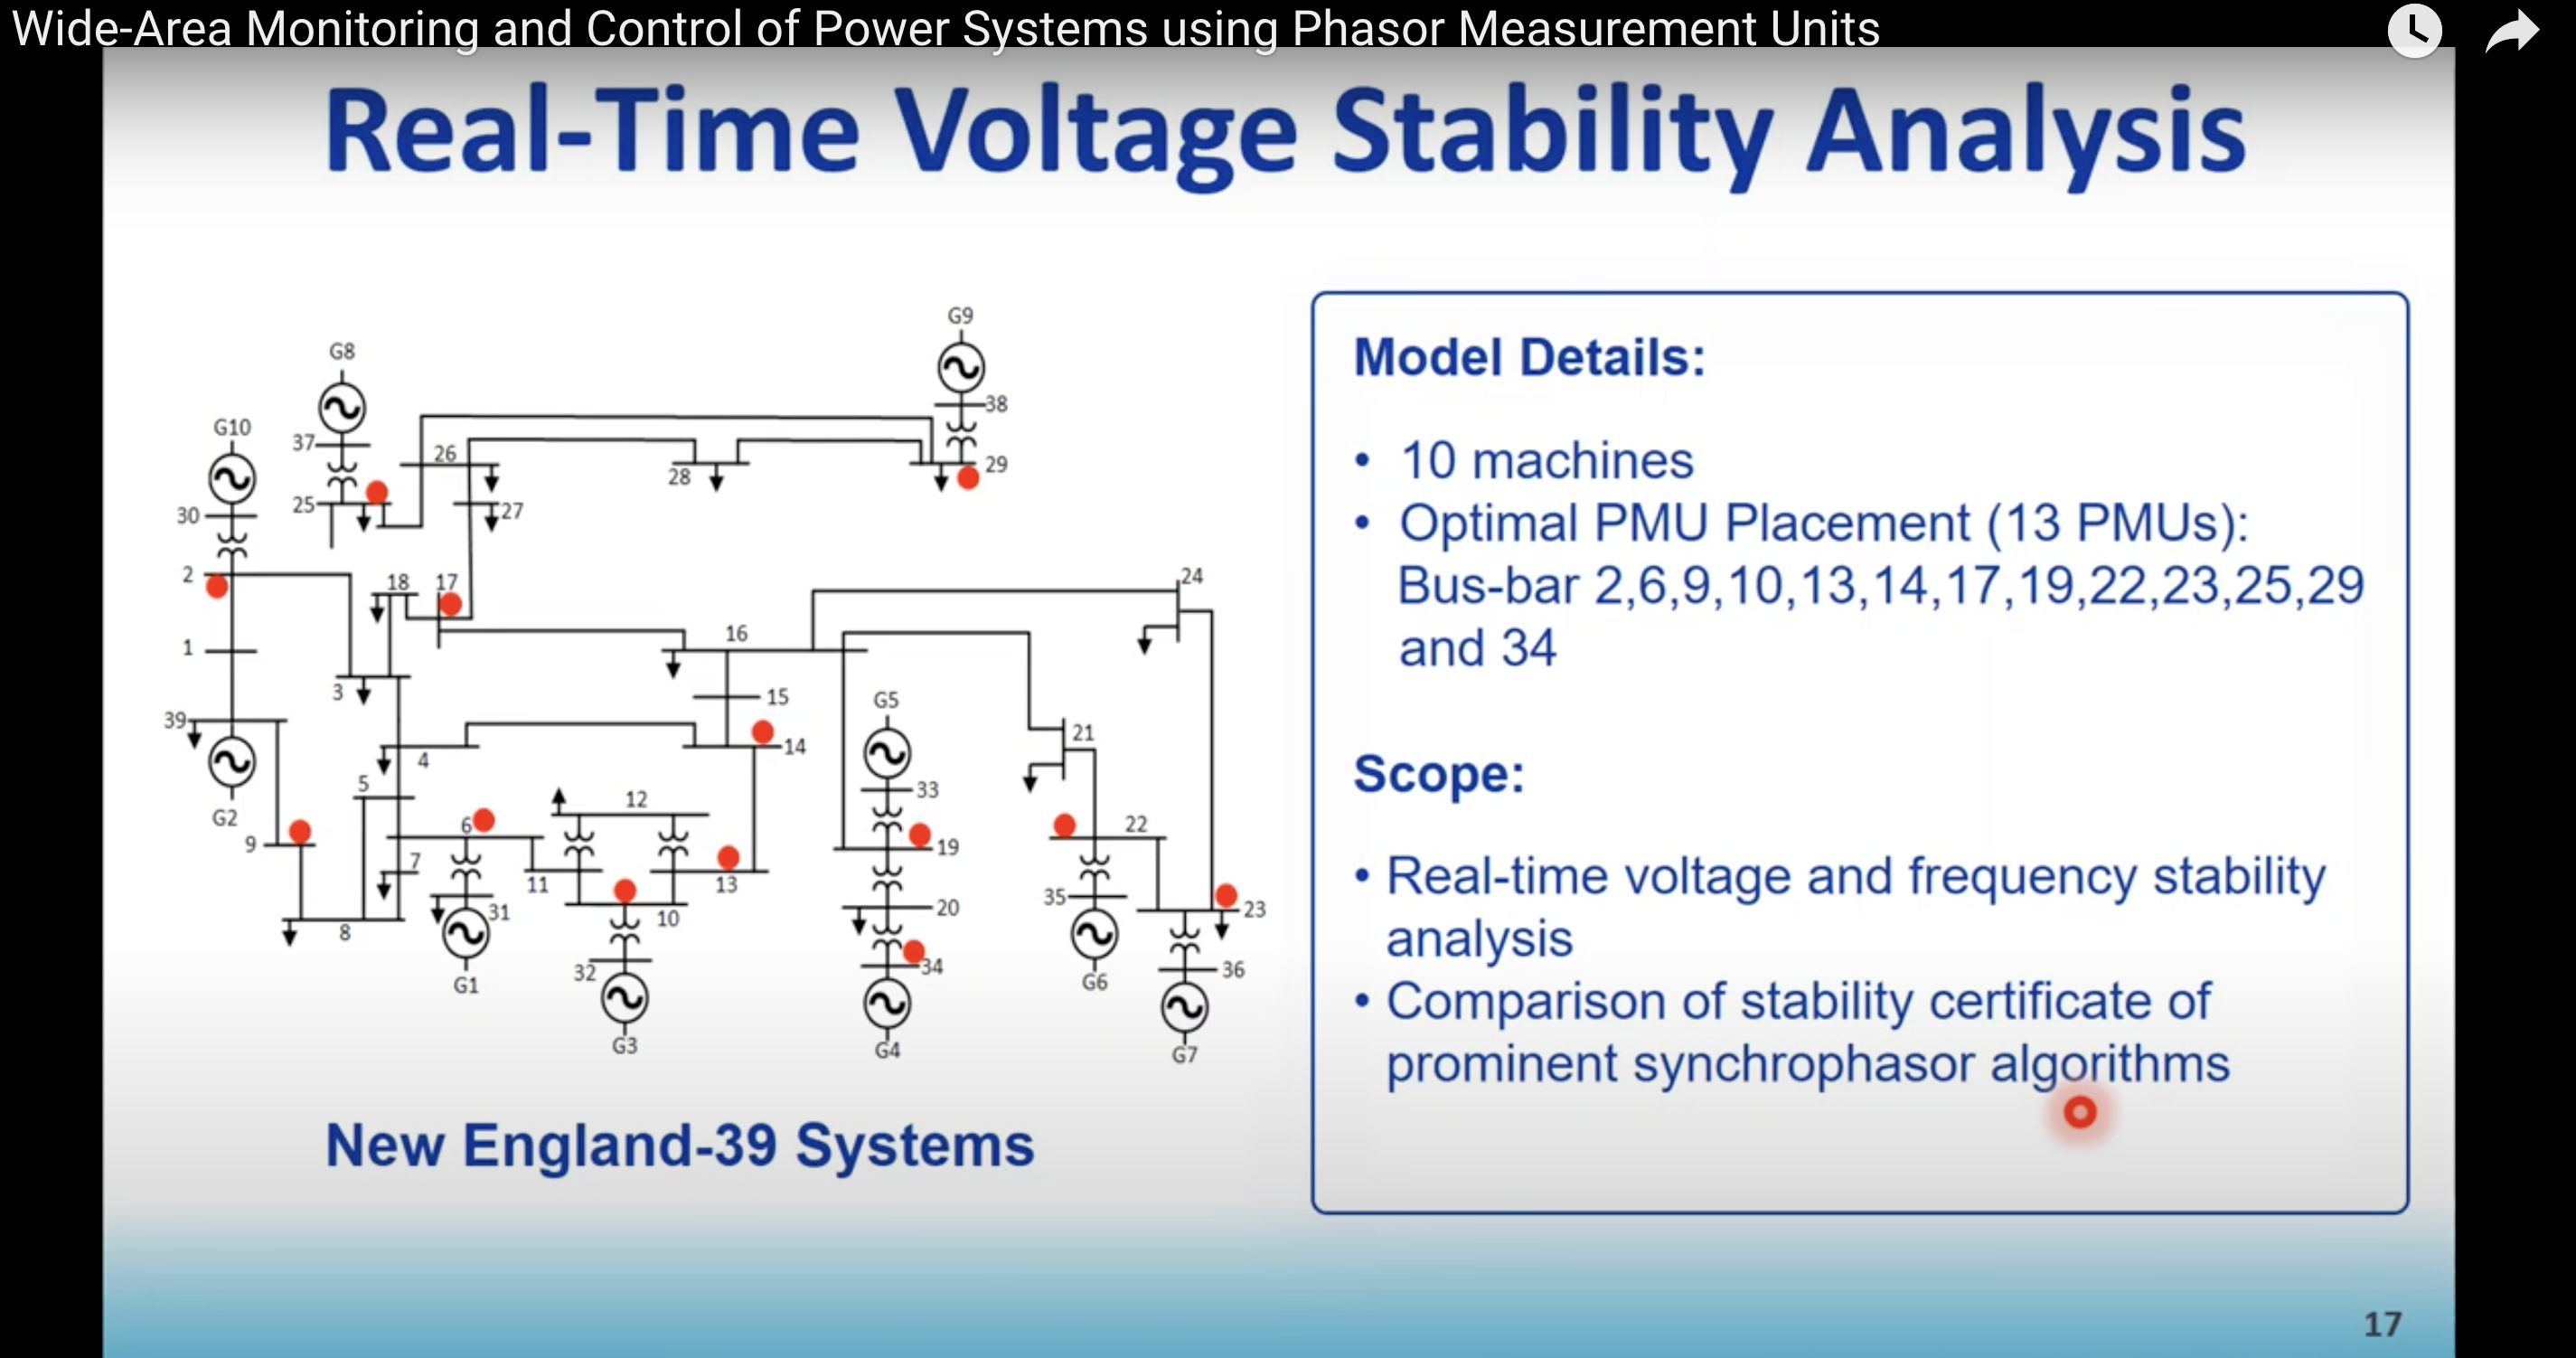 Wide-Area Monitoring and Control of Power Systems using Phasor Measurement Units
Real-Time Voltage Stability Analysis
G9
G8
38
G10
37
26
28
29
25
27
30
2
18 17
24
16
1
3
15
G5
39
21
14
4
5
33
12
G2
6
22
9
19
7
11
13
35
20
23
31
10
8
32
34
36
G1
G6
G3
G4
G7
New England-39 Systems
Model Details:
• 10 machines
• Optimal PMU Placement (13 PMUs):
Bus-bar 2,6,9,10,13,14,17,19,22,23,25,29
and 34
Scope:
• Real-time voltage and frequency stability
analysis
• Comparison of stability certificate of
prominent synchrophasor algorithms
17